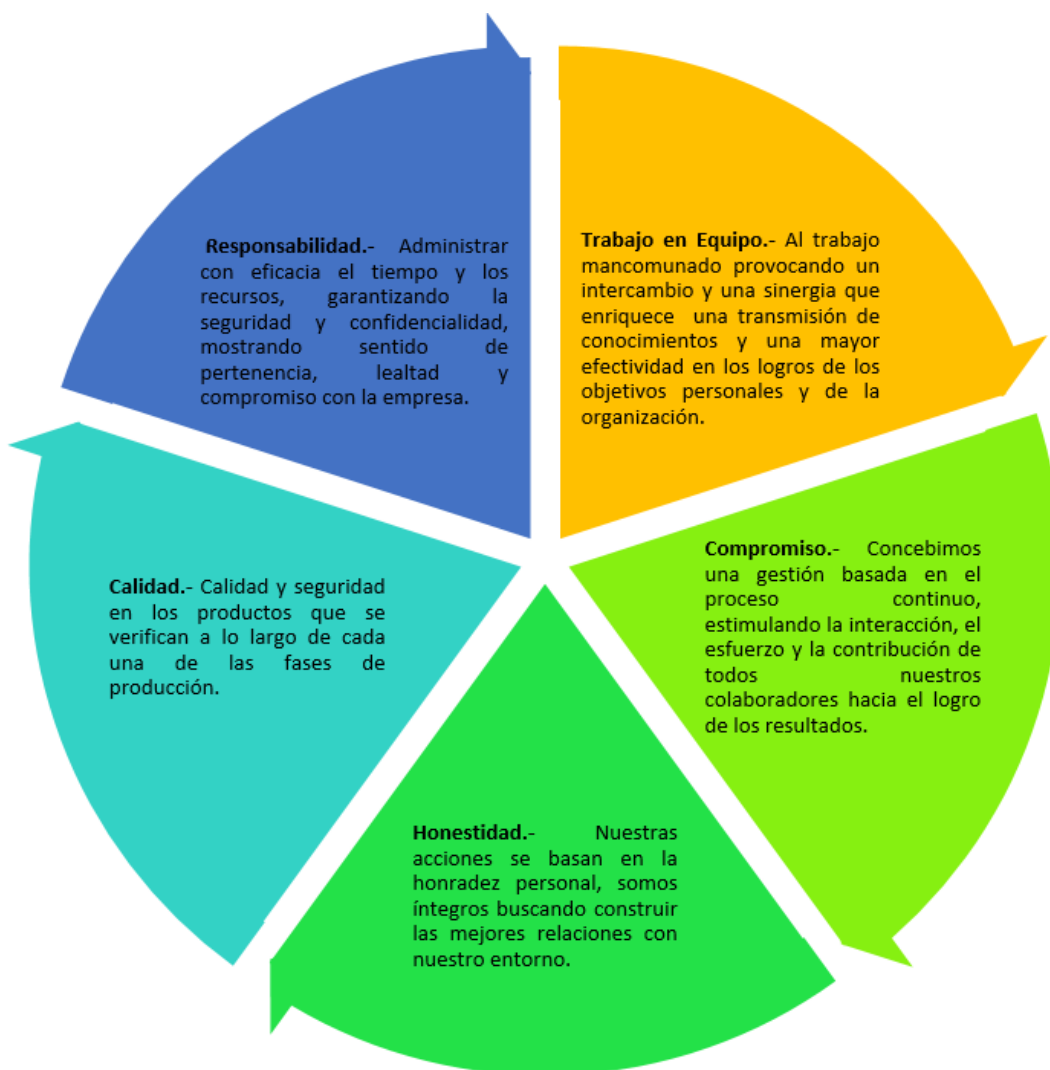 Responsabilidad.- Administrar
con eficacia el tiempo y los
recursos, garantizando la
seguridad y confidencialidad,
mostrando sentido de
pertenencia, lealtad y
compromiso con la empresa.
Trabajo en Equipo.- Al trabajo
mancomunado provocando un
intercambio y una sinergia que
enriquece una transmisión de
conocimientos y una mayor
efectividad en los logros de los
objetivos personales y de la
organización.
Compromiso.- Concebimos
una gestión basada en el
proceso continuo,
estimulando la interacción, el
esfuerzo y la contribución de
todos nuestros
colaboradores hacia el logro
de los resultados.
Honestidad.- Nuestras
acciones se basan en la
honradez personal, somos
íntegros buscando construir
las mejores relaciones con
nuestro entorno.
Calidad.- Calidad y seguridad
en los productos que se
verifican a lo largo de cada
una de las fases de
producción.